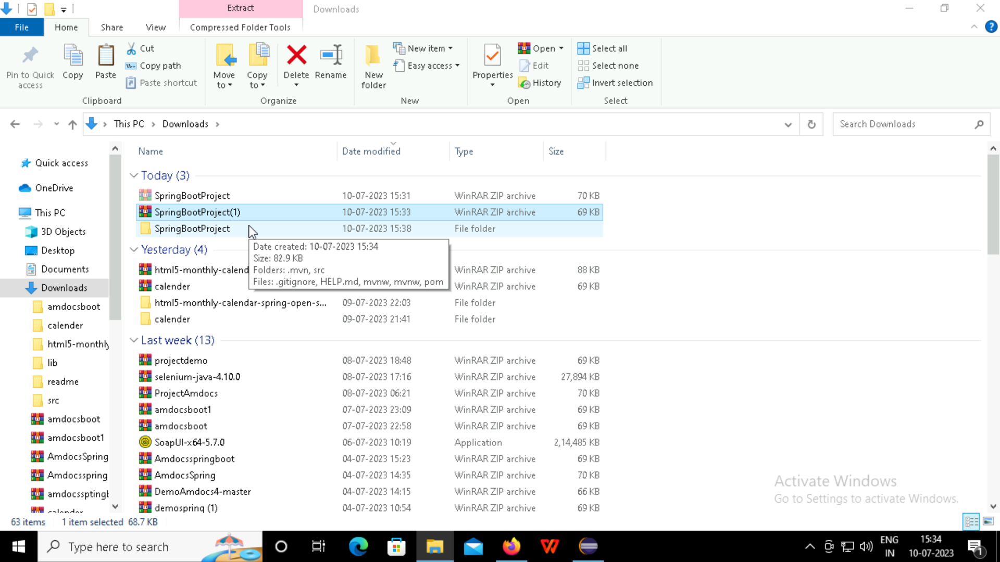 Extract
Downloads
File
Home
Share
View
Compressed Folder Tools
Pin to Quick access
Copy
Paste
Cut
Copy path
Paste shortcut
Clipboard
Move to
Copy to
Delete
Rename
Organize
New folder
New item
Easy access
New
Properties
Open
Edit
History
Open
Select all
Select none
Invert selection
Select
This PC
Downloads
Search Downloads
Quick access
OneDrive
This PC
3D Objects
Desktop
Documents
Downloads
amdocsboot
calender
html5-monthly
lib
readme
src
amdocsboot
amdocsboot1
AmdocsSpring
Amdocsspring
amdocssptingb
calender
Name Date modified Type Size
Today (3)
SpringBootProject 10-07-2023 15:31 WinRAR ZIP archive 70 KB
SpringBootProject(1) 10-07-2023 15:33 WinRAR ZIP archive 69 KB
SpringBootProject 10-07-2023 15:38 File folder
Date created: 10-07-2023 15:34
Size: 82.9 KB
Folders: .mvn, src
Files: .gitignore, HELP.md, mvnw, mvnw, pom
Yesterday (4)
html5-monthly-calend WinRAR ZIP archive 88 KB
calender WinRAR ZIP archive 69 KB
html5-monthly-calendar-spring-open-s... 09-07-2023 22:03 File folder
calender 09-07-2023 21:41 File folder
Last week (13)
projectdemo 08-07-2023 18:48 WinRAR ZIP archive 69 KB
selenium-java-4.10.0 08-07-2023 17:16 WinRAR ZIP archive 27,894 KB
ProjectAmdocs 08-07-2023 06:21 WinRAR ZIP archive 70 KB
amdocsboot1 07-07-2023 23:09 WinRAR ZIP archive 69 KB
amdocsboot 07-07-2023 22:58 WinRAR ZIP archive 69 KB
SoapUI-x64-5.7.0 06-07-2023 10:19 Application 2,14,485 KB
Amdocsspringboot 04-07-2023 15:23 WinRAR ZIP archive 69 KB
AmdocsSpring 04-07-2023 14:35 WinRAR ZIP archive 70 KB
DemoAmdocs4-master 04-07-2023 14:15 WinRAR ZIP archive 66 KB
demospring (1) 04-07-2023 10:54 WinRAR ZIP archive 69 KB
Activate Windows
Go to Settings to activate Windows.
63 items 1 item selected 68.7 KB
Type here to search
ENG
IN
15:34
10-07-2023
1